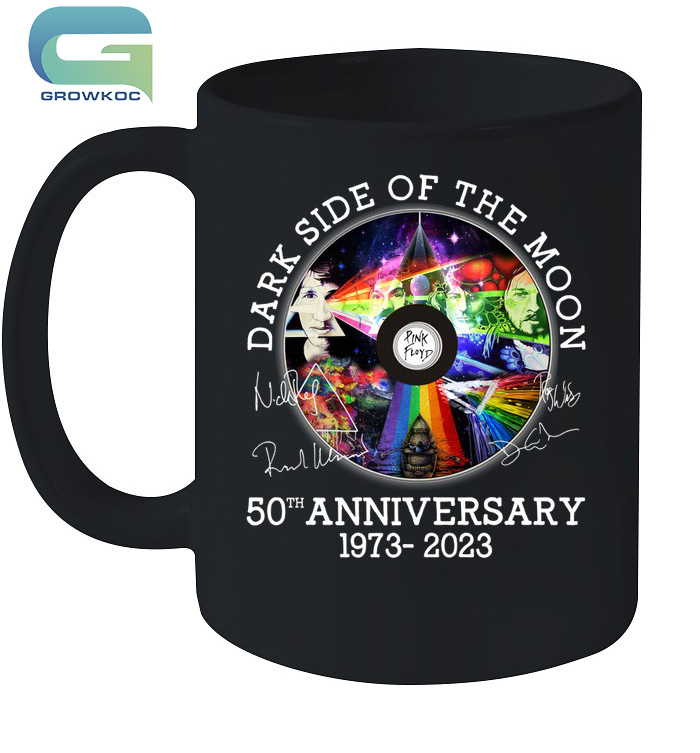 GROWKOC
DARK SIDE OF THE MOON
PINK
FLOYD
50TH ANNIVERSARY
1973- 2023